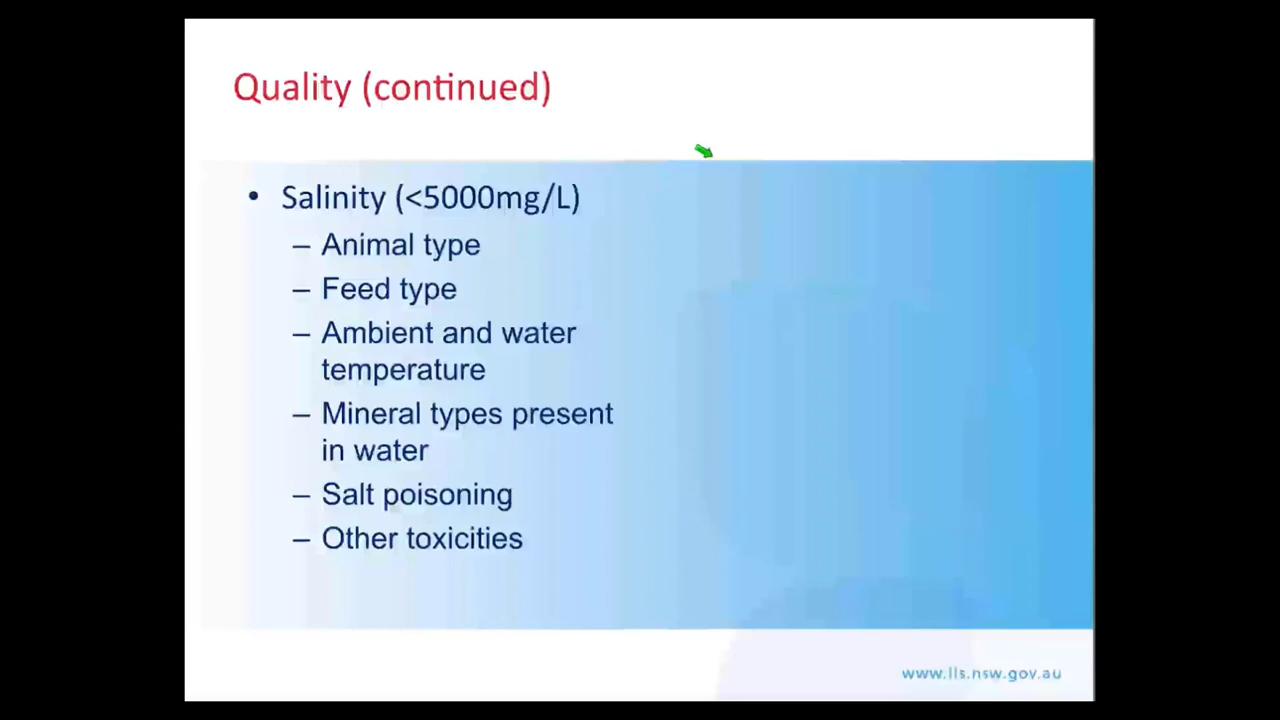 Quality (continued)
• Salinity (<5000mg/L)
– Animal type
– Feed type
– Ambient and water
temperature
– Mineral types present
in water
– Salt poisoning
– Other toxicities
www.lls.nsw.gov.au